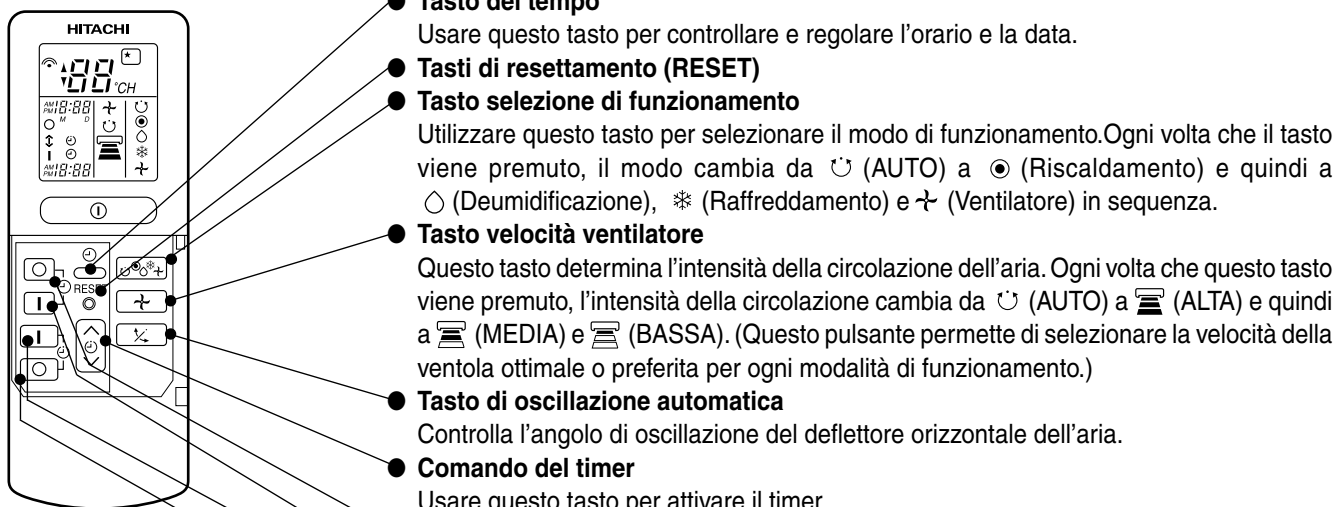 HITACHI
°CH
AM
PM
M D
AM
PM
RESET
● Tasto del tempo
Usare questo tasto per controllare e regolare l'orario e la data.
● Tasti di resettamento (RESET)
● Tasto selezione di funzionamento
Utilizzare questo tasto per selezionare il modo di funzionamento.Ogni volta che il tasto
viene premuto, il modo cambia da (AUTO) a (Riscaldamento) e quindi a
(Deumidificazione), (Raffreddamento) e (Ventilatore) in sequenza.
● Tasto velocità ventilatore
Questo tasto determina l'intensità della circolazione dell'aria. Ogni volta che questo tasto
viene premuto, l'intensità della circolazione cambia da (AUTO) a (ALTA) e quindi
a (MEDIA) e (BASSA). (Questo pulsante permette di selezionare la velocità della
ventola ottimale o preferita per ogni modalità di funzionamento.)
● Tasto di oscillazione automatica
Controlla l'angolo di oscillazione del deflettore orizzontale dell'aria.
● Comando del timer
Usare questo tasto per attivare il timer